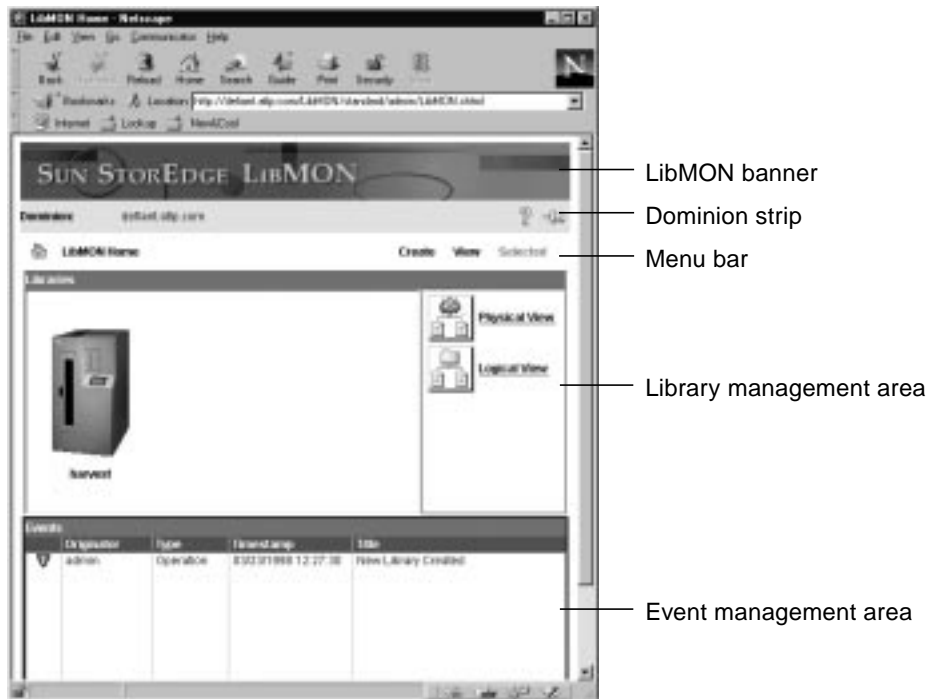 LibMON Home - Netscape
File Edit View Go Communicator Help
Back Reload Home Search Guide Print Security
Bookmarks Location
Internet Lookup New&Cool
SUN STOREDGE LIBMON
LibMON banner
Dominion:
Dominion strip
LibMON Home Create View Selected
Menu bar
Libraries
Physical View
Logical View
Library management area
harvest
Events
Originator Type Timestamp Title
admin Operation New Library Created
Event management area